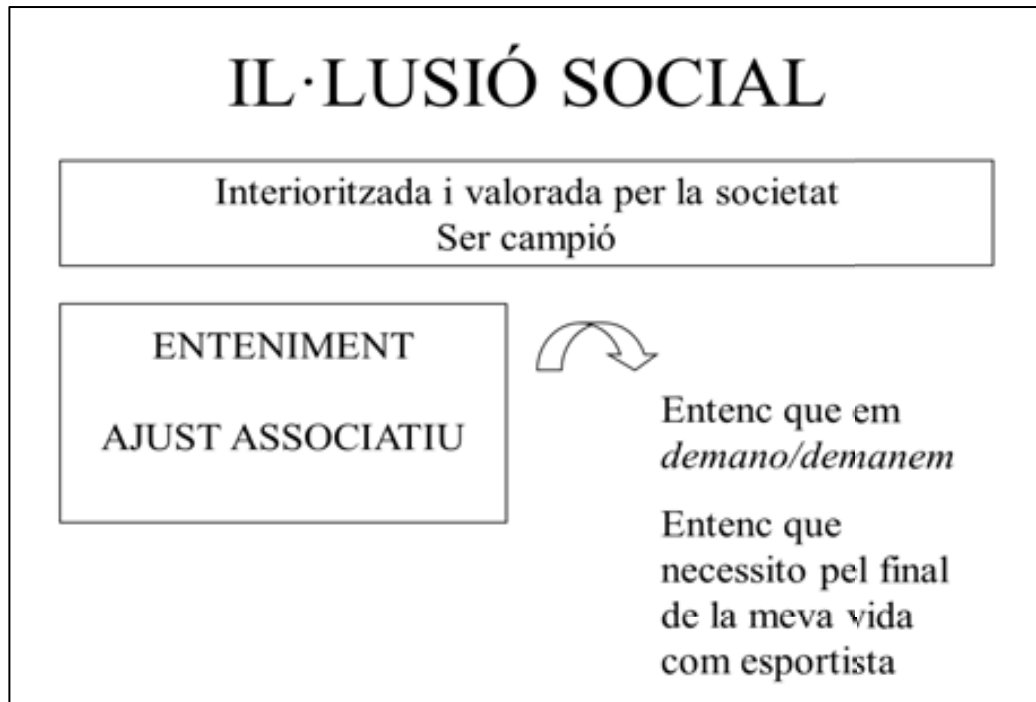 IL·LUSIÓ SOCIAL
Interioritzada i valorada per la societat
Ser campió
ENTENIMENT
AJUST ASSOCIATIU
Entenc que em
demano/demanem
Entenc que
necessito pel final
de la meva vida
com esportista